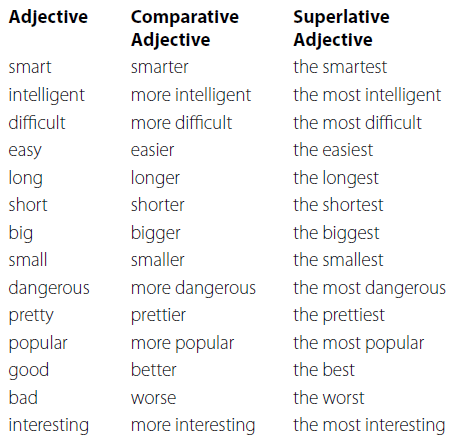 Adjective Comparative Adjective Superlative Adjective
smart smarter the smartest
intelligent more intelligent the most intelligent
difficult more difficult the most difficult
easy easier the easiest
long longer the longest
short shorter the shortest
big bigger the biggest
small smaller the smallest
dangerous more dangerous the most dangerous
pretty prettier the prettiest
popular more popular the most popular
good better the best
bad worse the worst
interesting more interesting the most interesting